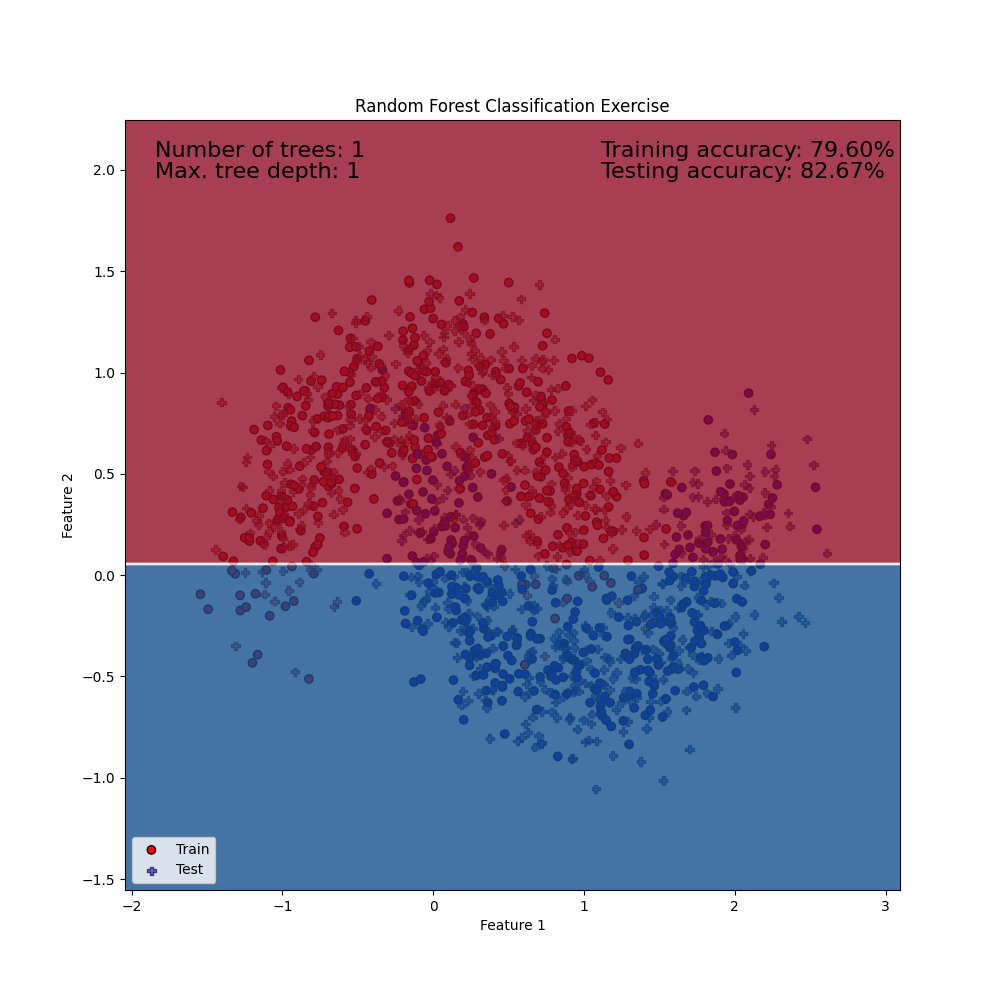 Random Forest Classification Exercise
Number of trees: 1
Max. tree depth: 1
Training accuracy: 79.60%
Testing accuracy: 82.67%
2.0
1.5
1.0
0.5
0.0
−0.5
−1.0
−1.5
Feature 2
Train
Test
−2
−1
0
1
2
3
Feature 1